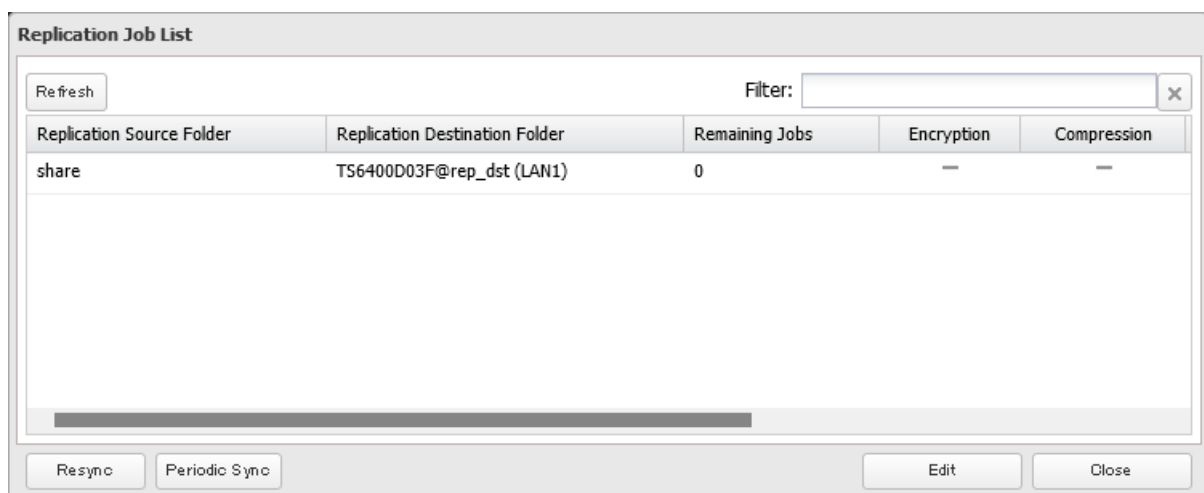 Replication Job List
Refresh Filter:
Replication Source Folder Replication Destination Folder Remaining Jobs Encryption Compression
share TS6400D03F@rep_dst (LAN1) 0 — —
Resync Periodic Sync Edit Close